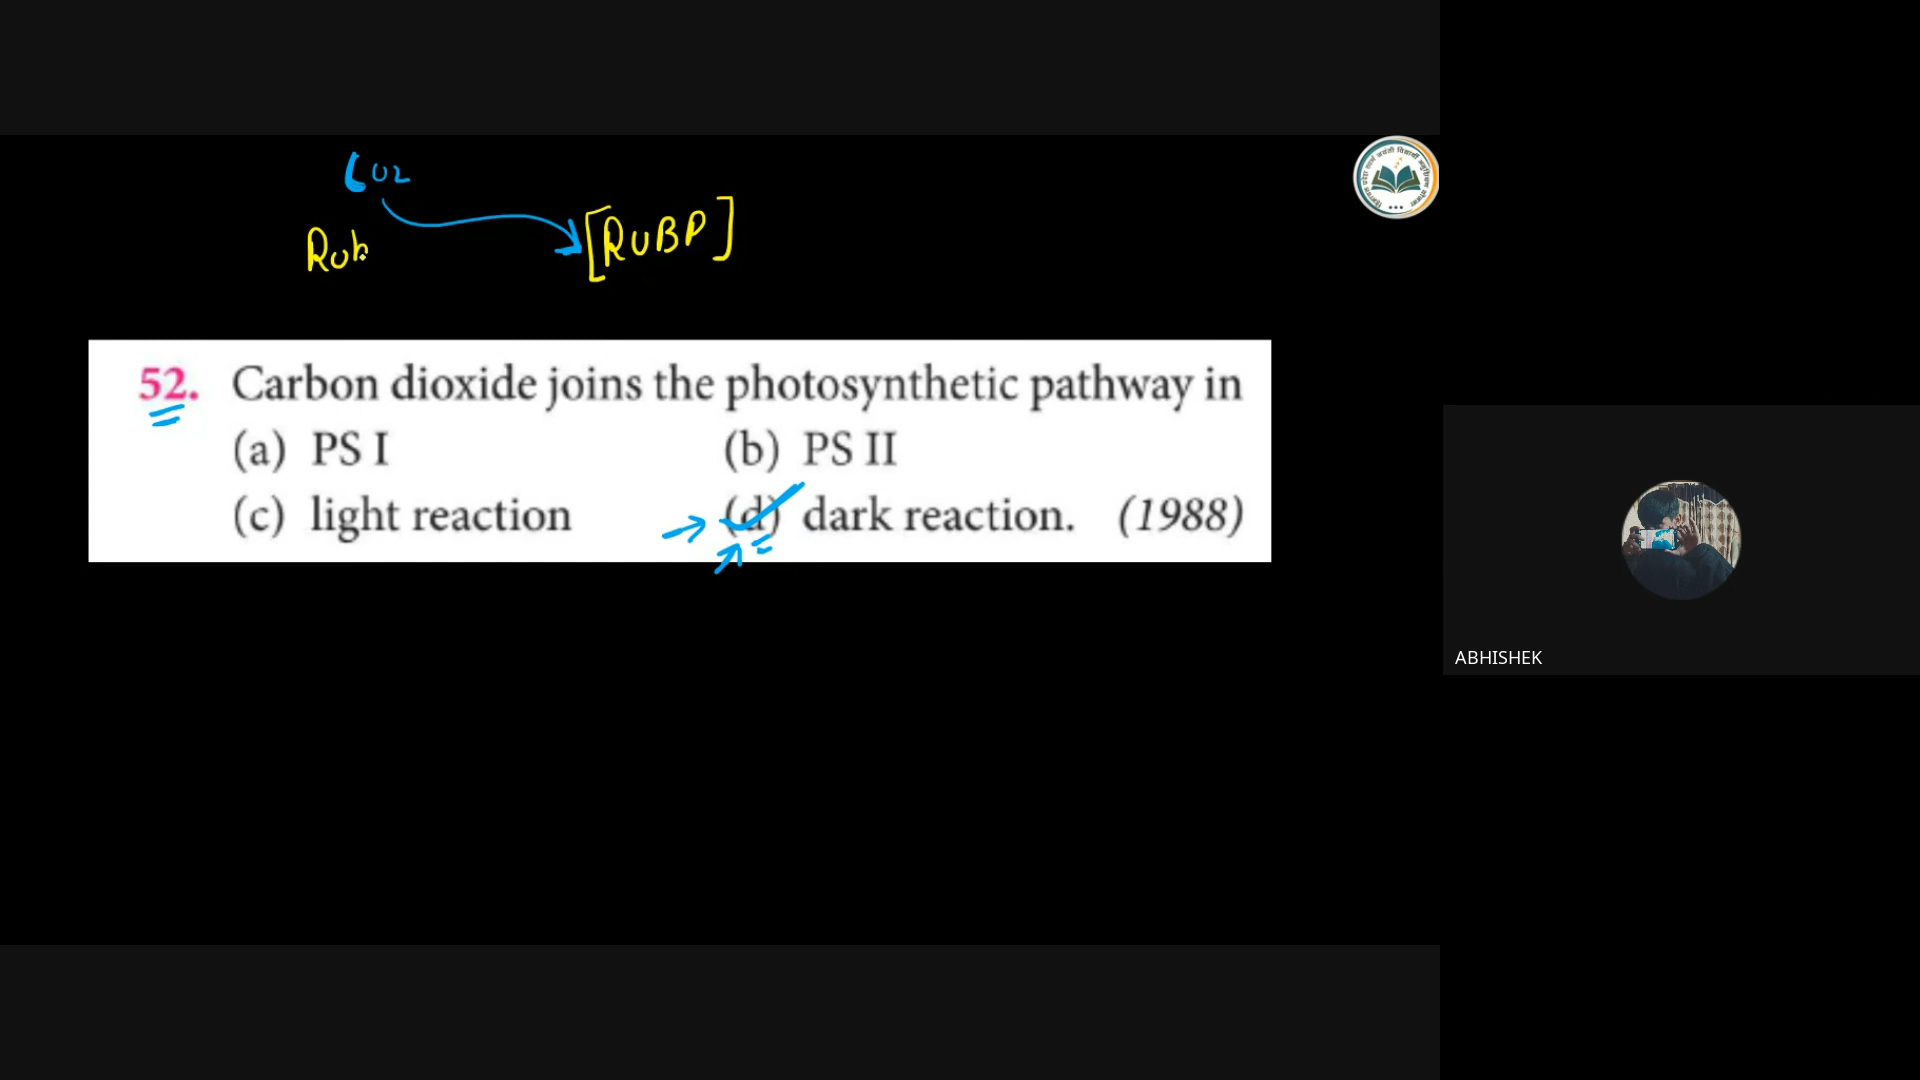 CO2
Rub
[RUBP]
52. Carbon dioxide joins the photosynthetic pathway in
(a) PS I (b) PS II
(c) light reaction (d) dark reaction. (1988)
ABHISHEK